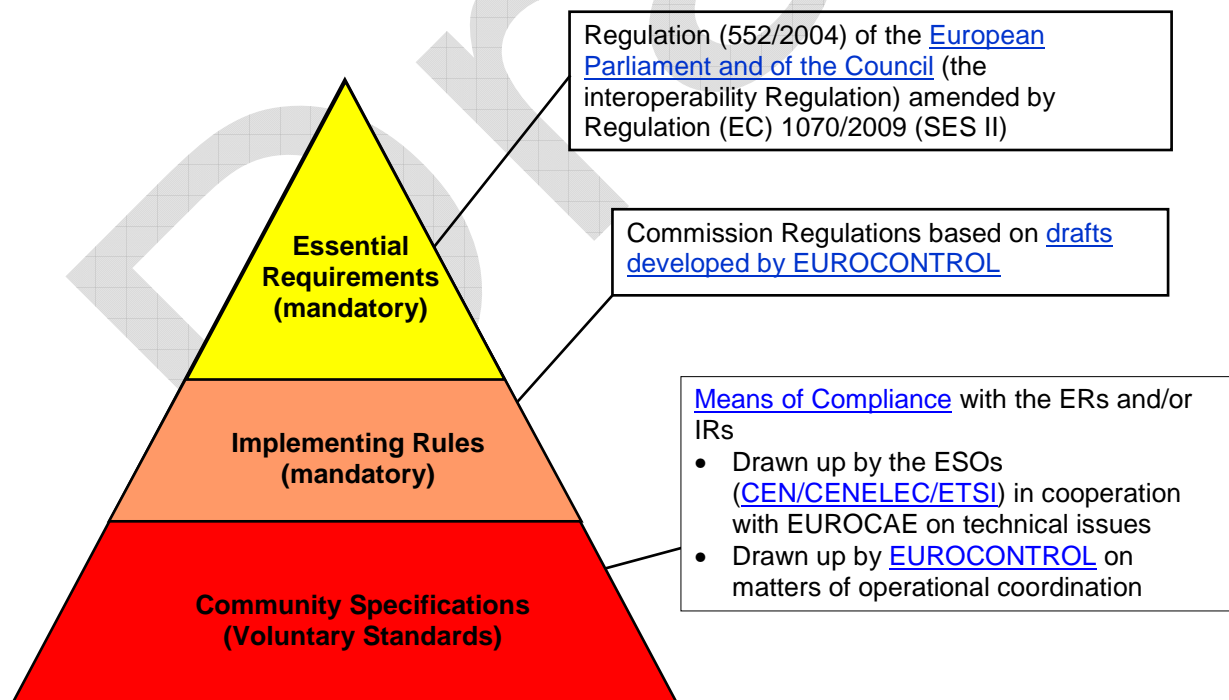 Regulation (552/2004) of the European
Parliament and of the Council (the
interoperability Regulation) amended by
Regulation (EC) 1070/2009 (SES II)
Essential
Requirements
(mandatory)
Commission Regulations based on drafts
developed by EUROCONTROL
Implementing Rules
(mandatory)
Means of Compliance with the ERs and/or
IRs
• Drawn up by the ESOs
(CEN/CENELEC/ETSI) in cooperation
with EUROCAE on technical issues
• Drawn up by EUROCONTROL on
matters of operational coordination
Community Specifications
(Voluntary Standards)